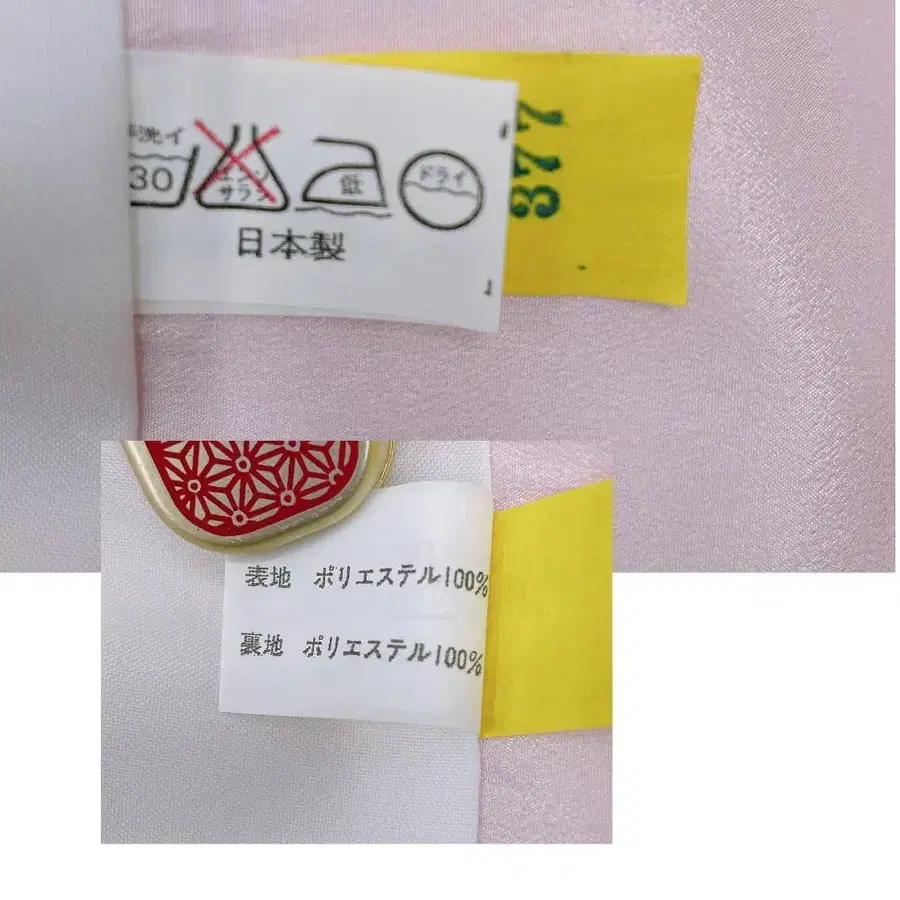 手洗イ
30
エンソ
サラシ
低
ドライ
日本製
377
表地 ポリエステル100%
裏地 ポリエステル100%